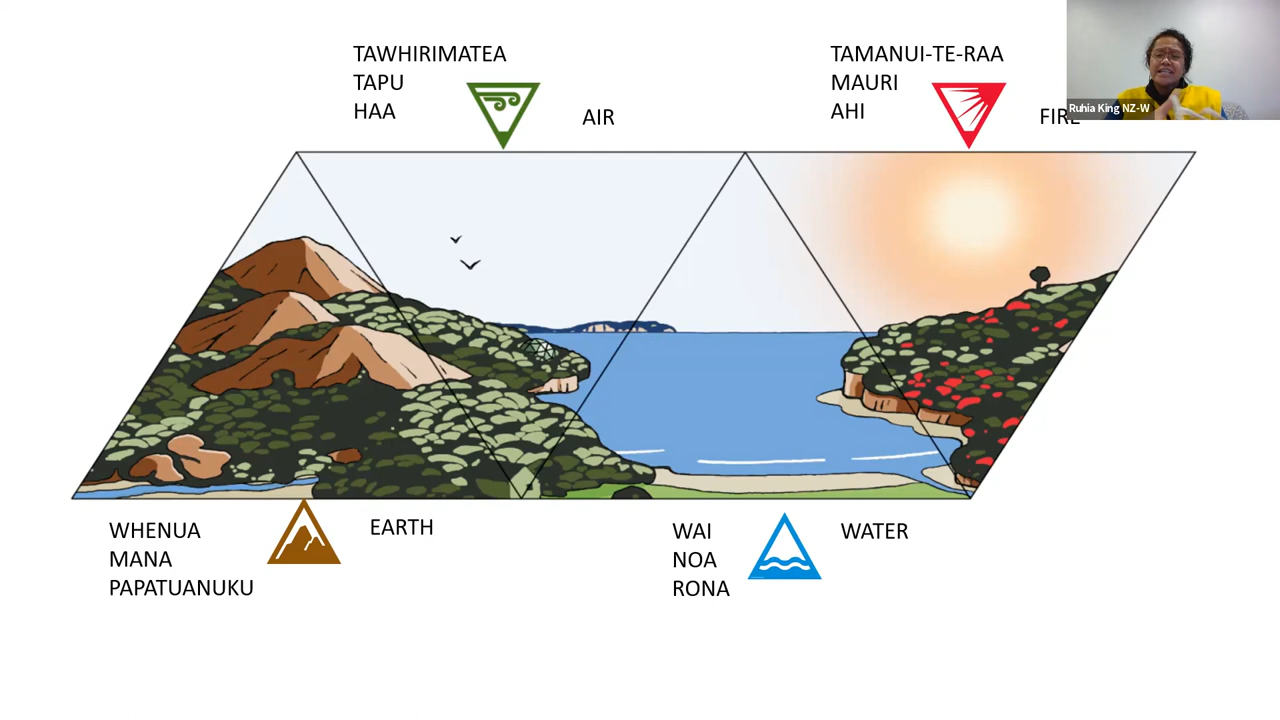 TAWHIRIMATEA
TAPU
HAA
AIR
TAMANUI-TE-RAA
MAURI
AHI
FIRE
Ruhia King NZ-W
WHENUA
MANA
PAPATUANUKU
EARTH
WAI
NOA
RONA
WATER